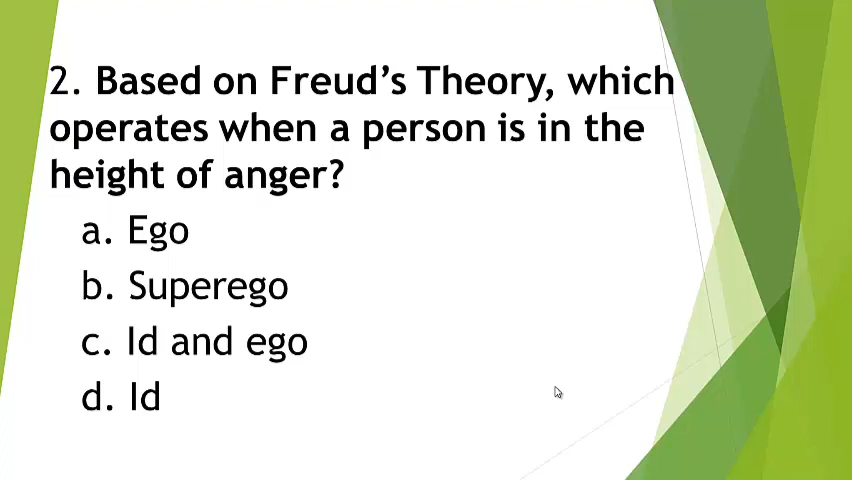 2. Based on Freud's Theory, which
operates when a person is in the
height of anger?
a. Ego
b. Superego
c. Id and ego
d. Id